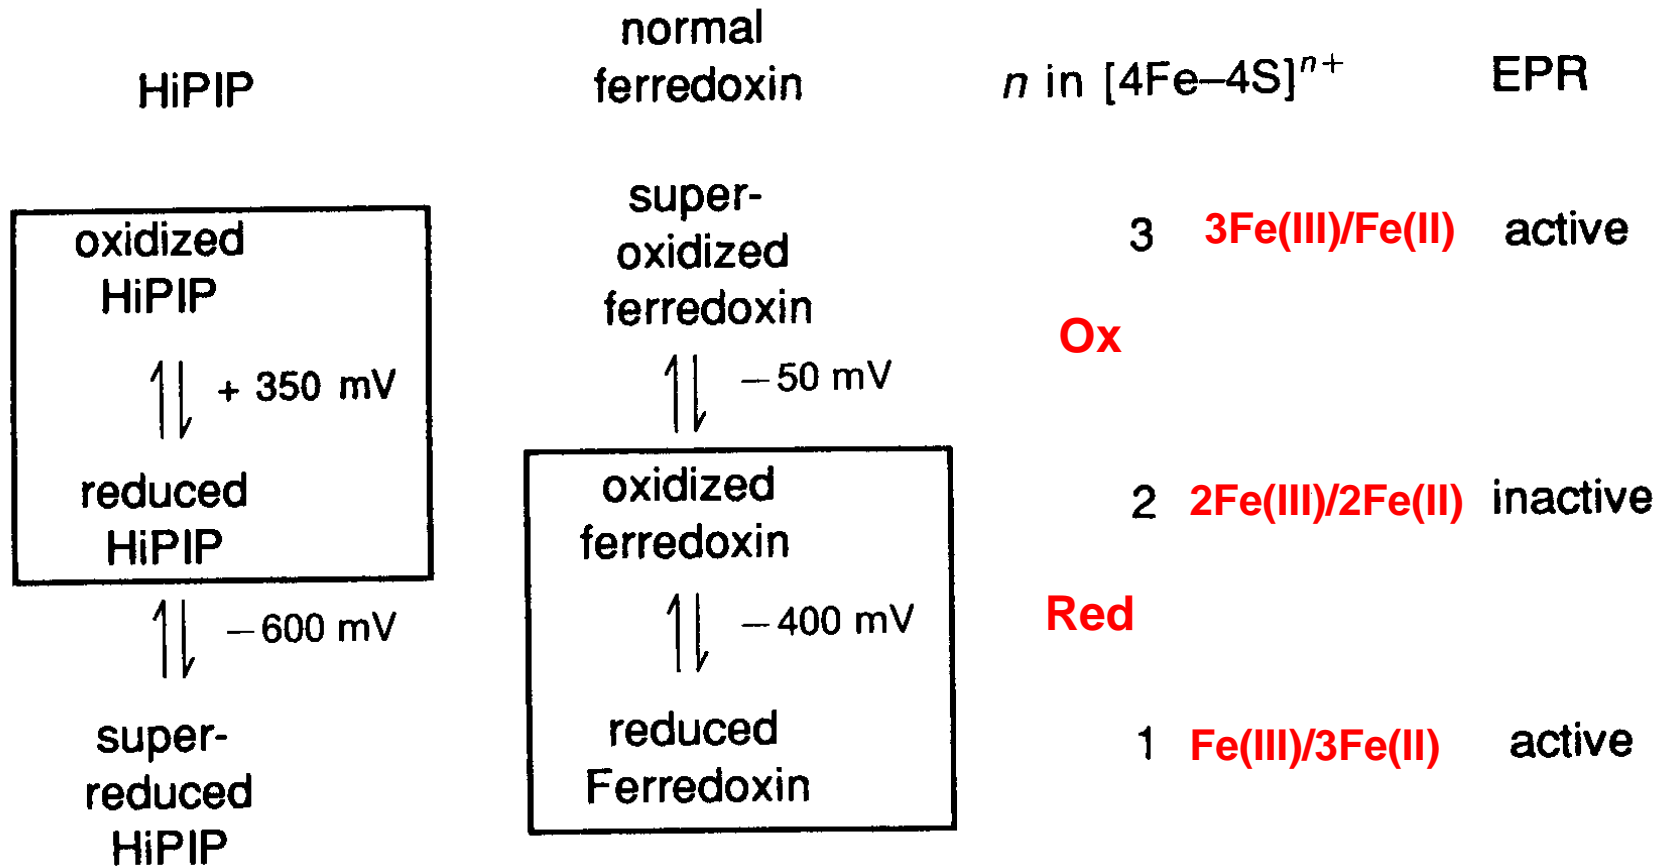 HiPIP
normal
ferredoxin
n in [4Fe–4S]ⁿ⁺
EPR
oxidized
HiPIP
+ 350 mV
reduced
HiPIP
−600 mV
super-
reduced
HiPIP
super-
oxidized
ferredoxin
−50 mV
oxidized
ferredoxin
−400 mV
reduced
Ferredoxin
3 3Fe(III)/Fe(II) active
Ox
2 2Fe(III)/2Fe(II) inactive
Red
1 Fe(III)/3Fe(II) active